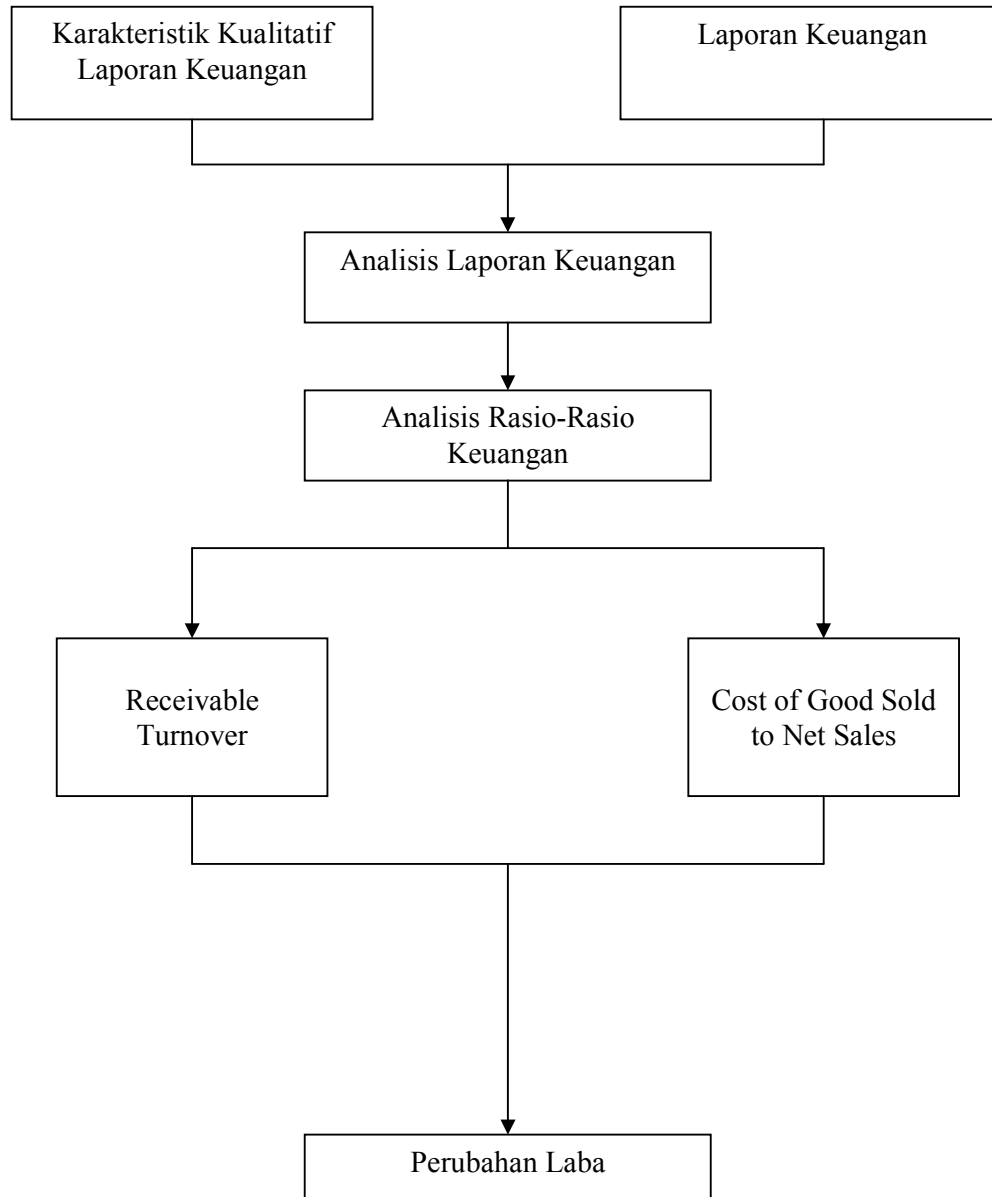 Karakteristik Kualitatif
Laporan Keuangan
Laporan Keuangan
Analisis Laporan Keuangan
Analisis Rasio-Rasio
Keuangan
Receivable
Turnover
Cost of Good Sold
to Net Sales
Perubahan Laba